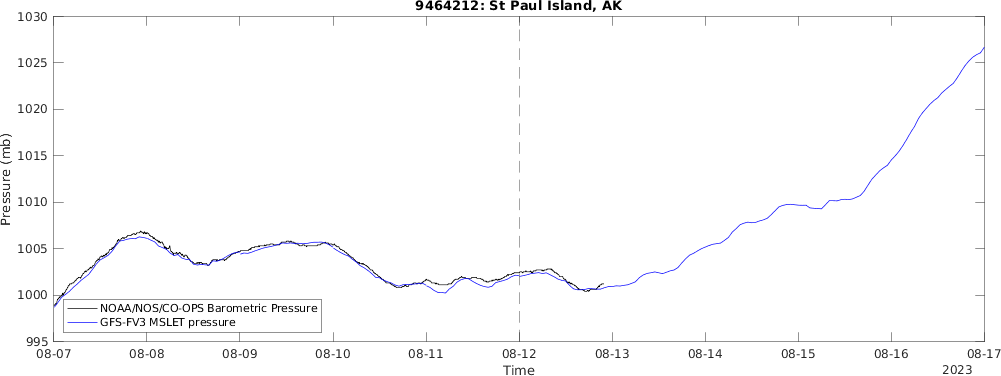 9464212: St Paul Island, AK
1030
1025
1020
1015
1010
1005
1000
995
Pressure (mb)
NOAA/NOS/CO-OPS Barometric Pressure
GFS-FV3 MSLET pressure
08-07 08-08 08-09 08-10 08-11 08-12 08-13 08-14 08-15 08-16 08-17
Time
2023